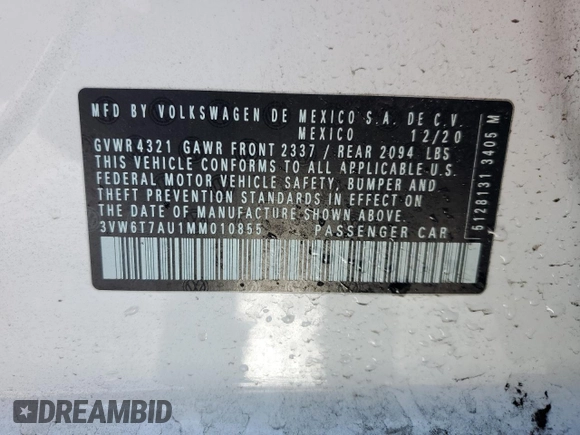 MFD BY VOLKSWAGEN DE MEXICO S.A. DE C.V.
MEXICO 12/20
GVWR 4321 GAWR FRONT 2337 / REAR 2094 LBS
THIS VEHICLE CONFORMS TO ALL APPLICABLE U.S.
FEDERAL MOTOR VEHICLE SAFETY, BUMPER AND
THEFT PREVENTION STANDARDS IN EFFECT ON
THE DATE OF MANUFACTURE SHOWN ABOVE.
3VW6T7AU1MM010855 PASSENGER CAR
5128131 3405 M
DREAMBID